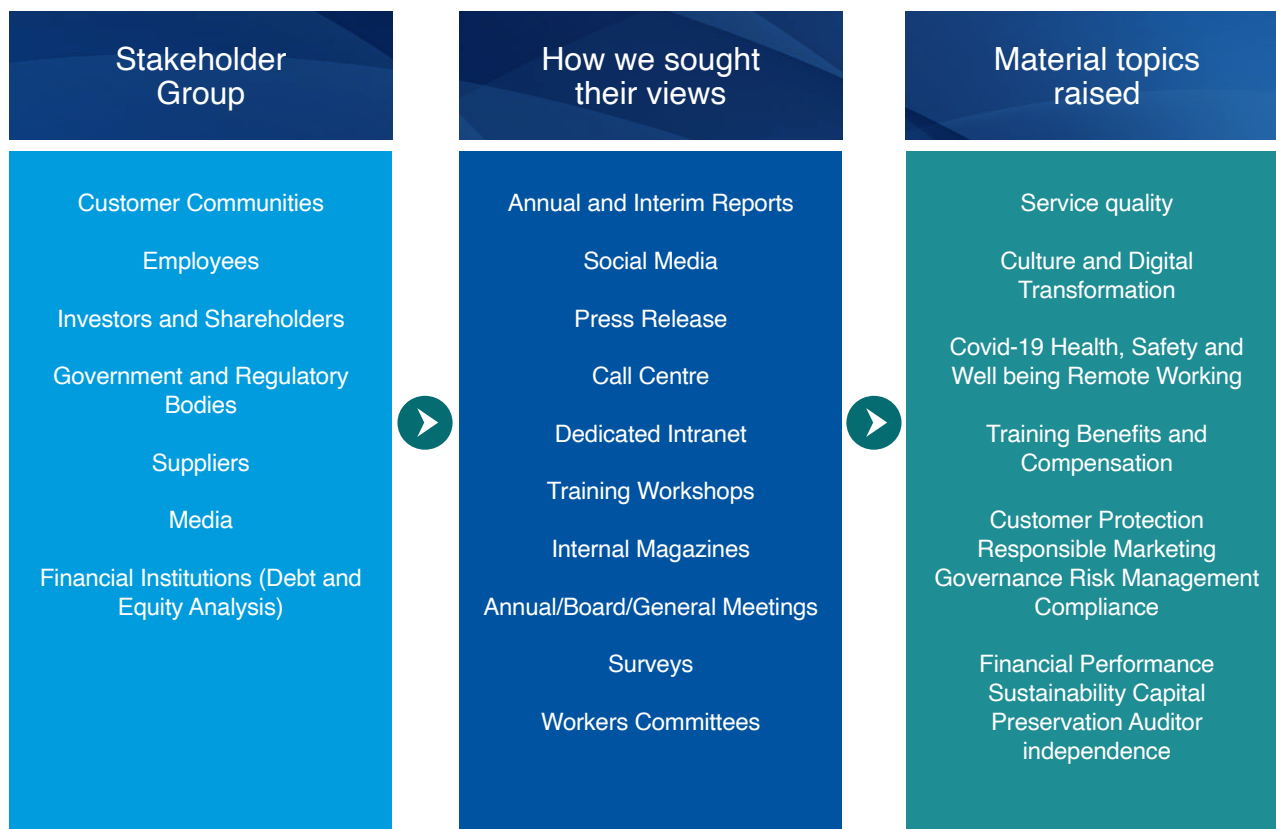 Stakeholder
Group
How we sought
their views
Material topics
raised
Customer Communities
Employees
Investors and Shareholders
Government and Regulatory
Bodies
Suppliers
Media
Financial Institutions (Debt and
Equity Analysis)
Annual and Interim Reports
Social Media
Press Release
Call Centre
Dedicated Intranet
Training Workshops
Internal Magazines
Annual/Board/General Meetings
Surveys
Workers Committees
Service quality
Culture and Digital
Transformation
Covid-19 Health, Safety and
Well being Remote Working
Training Benefits and
Compensation
Customer Protection
Responsible Marketing
Governance Risk Management
Compliance
Financial Performance
Sustainability Capital
Preservation Auditor
independence